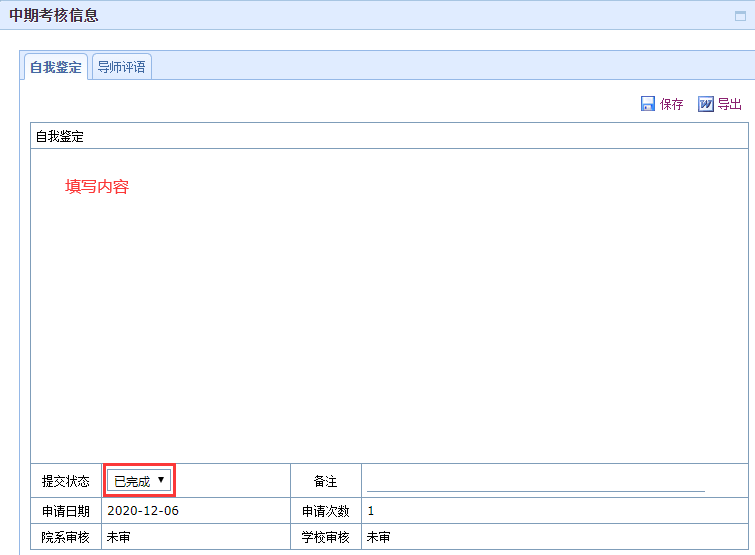 中期考核信息
自我鉴定 导师评语
保存 导出
自我鉴定
填写内容
提交状态 已完成 ▼ 备注
申请日期 2020-12-06 申请次数 1
院系审核 未审 学校审核 未审